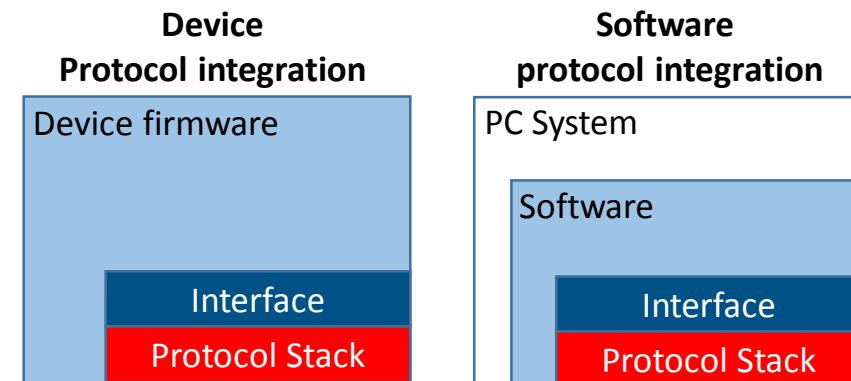 Device
Protocol integration
Device firmware
Interface
Protocol Stack
Software
protocol integration
PC System
Software
Interface
Protocol Stack